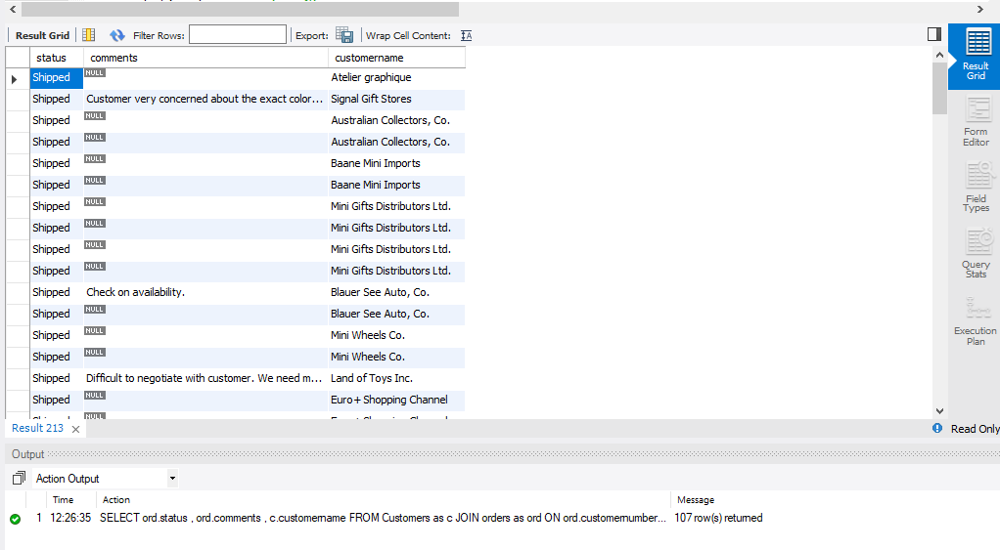 Result Grid Filter Rows: Export: Wrap Cell Content:
status comments customername
Shipped NULL Atelier graphique
Shipped Customer very concerned about the exact color... Signal Gift Stores
Shipped NULL Australian Collectors, Co.
Shipped NULL Australian Collectors, Co.
Shipped NULL Baane Mini Imports
Shipped NULL Baane Mini Imports
Shipped NULL Mini Gifts Distributors Ltd.
Shipped NULL Mini Gifts Distributors Ltd.
Shipped NULL Mini Gifts Distributors Ltd.
Shipped NULL Mini Gifts Distributors Ltd.
Shipped Check on availability. Blauer See Auto, Co.
Shipped NULL Blauer See Auto, Co.
Shipped NULL Mini Wheels Co.
Shipped NULL Mini Wheels Co.
Shipped Difficult to negotiate with customer. We need m... Land of Toys Inc.
Shipped NULL Euro+ Shopping Channel
Result
Grid
Form
Editor
Field
Types
Query
Stats
Execution
Plan
Result 213 Read Only
Output
Action Output
Time Action Message
1 12:26:35 SELECT ord.status , ord.comments , c.customername FROM Customers as c JOIN orders as ord ON ord.customernumber... 107 row(s) returned